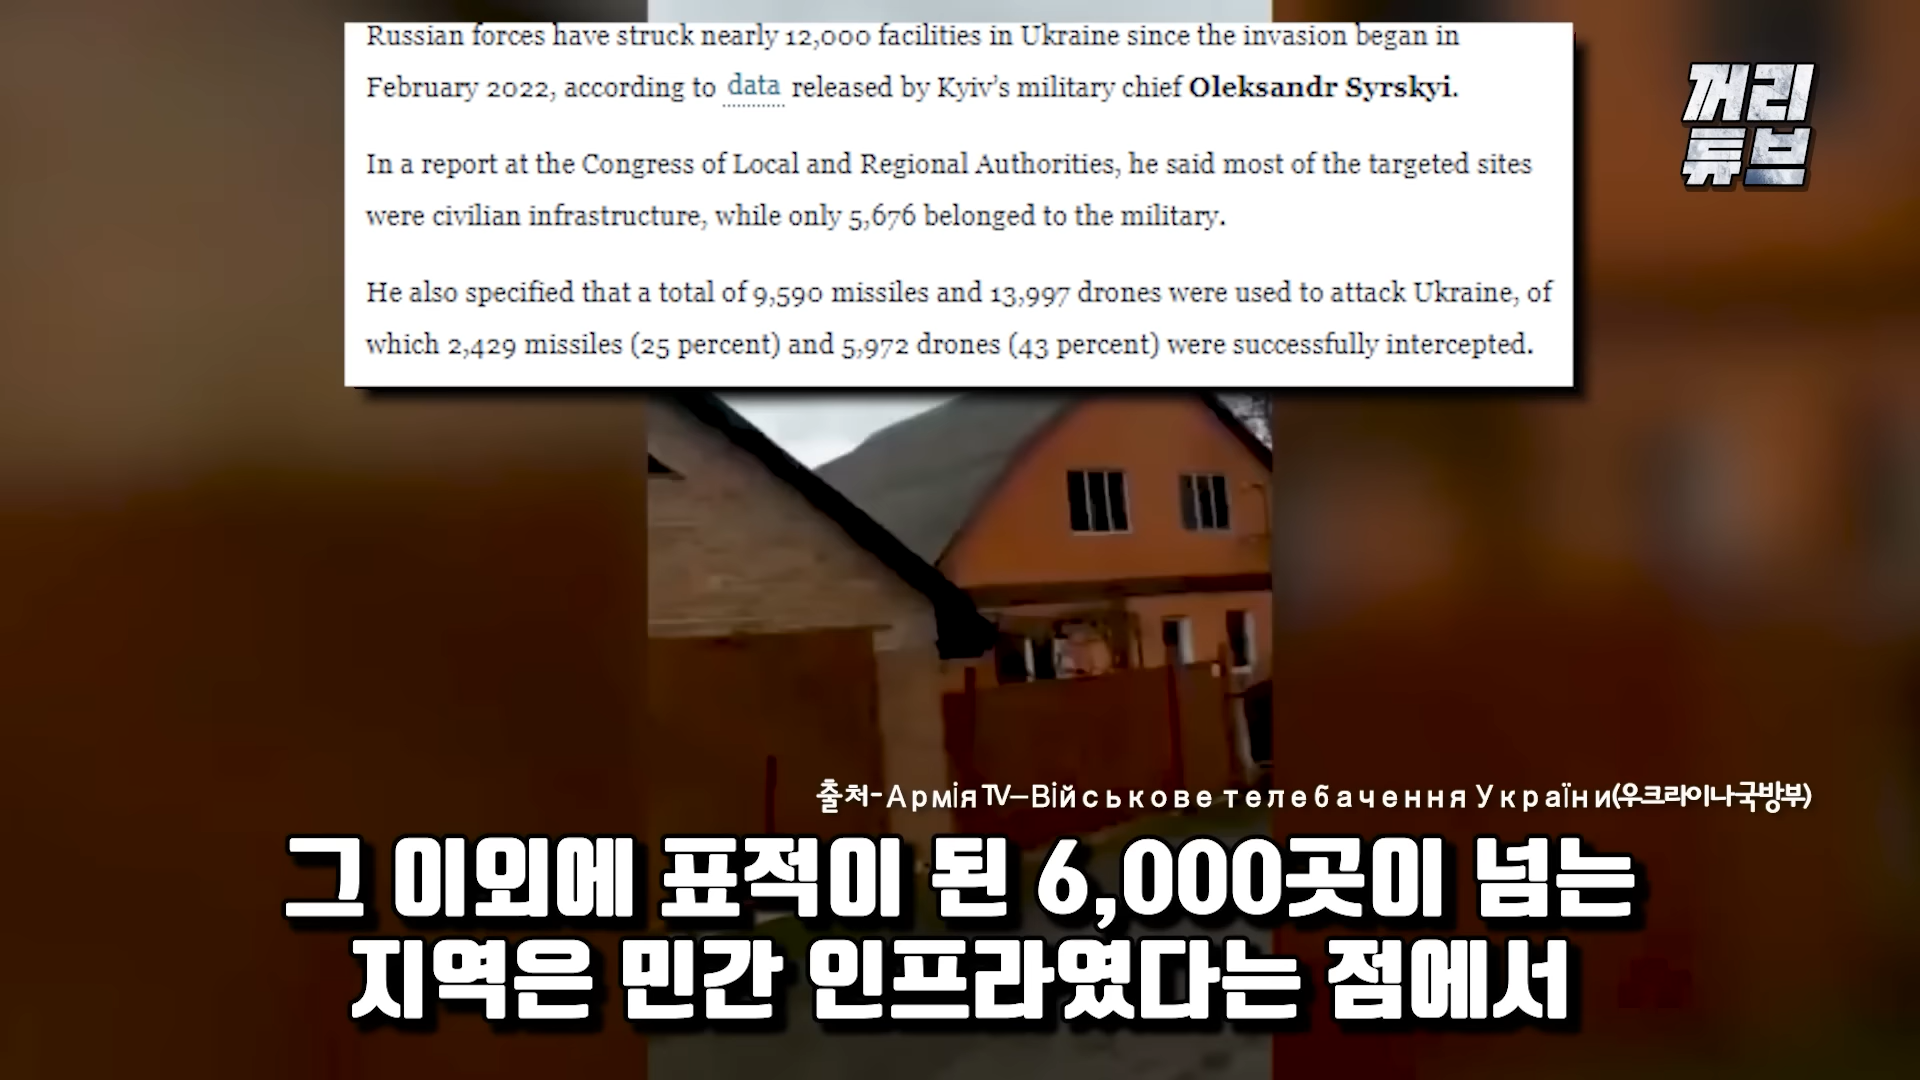 Russian forces have struck nearly 12,000 facilities in Ukraine since the invasion began in
February 2022, according to data released by Kyiv's military chief Oleksandr Syrskyi.
In a report at the Congress of Local and Regional Authorities, he said most of the targeted sites
were civilian infrastructure, while only 5,676 belonged to the military.
He also specified that a total of 9,590 missiles and 13,997 drones were used to attack Ukraine, of
which 2,429 missiles (25 percent) and 5,972 drones (43 percent) were successfully intercepted.
꺼리
튜브
출처-АрміяTV–Військове телебачення України(우크라이나 국방부)
그 이외에 표적이 된 6,000곳이 넘는
지역은 민간 인프라였다는 점에서